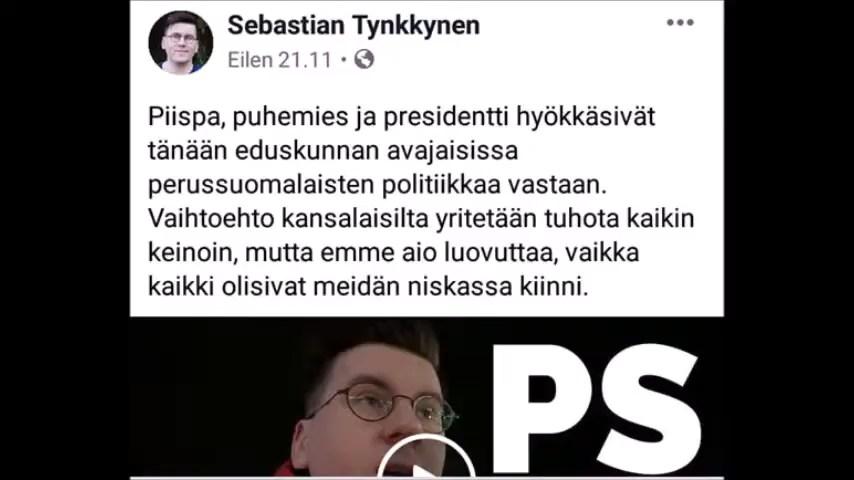 Sebastian Tynkkynen
Eilen 21.11 •
Piispa, puhemies ja presidentti hyökkäsivät
tänään eduskunnan avajaisissa
perussuomalaisten politiikkaa vastaan.
Vaihtoehto kansalaisilta yritetään tuhota kaikin
keinoin, mutta emme aio luovuttaa, vaikka
kaikki olisivat meidän niskassa kiinni.
PS